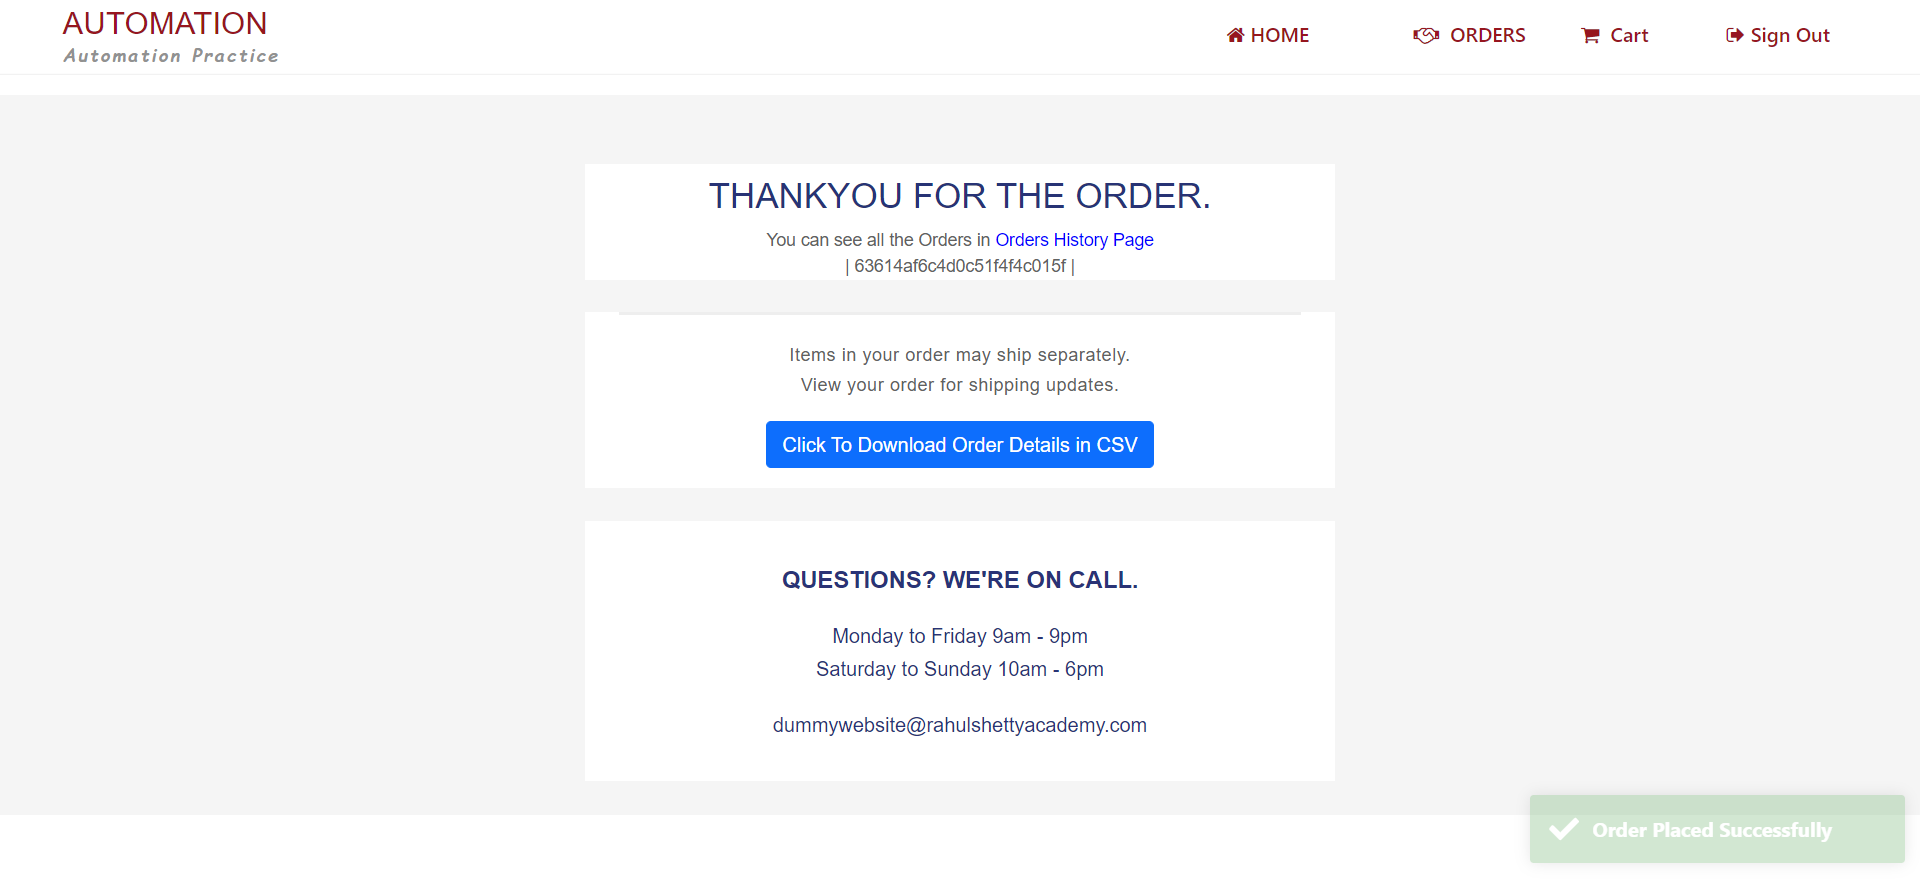 AUTOMATION
Automation Practice
HOME
ORDERS
Cart
Sign Out
THANKYOU FOR THE ORDER.
You can see all the Orders in Orders History Page
| 63614af6c4d0c51f4f4c015f |
Items in your order may ship separately.
View your order for shipping updates.
Click To Download Order Details in CSV
QUESTIONS? WE'RE ON CALL.
Monday to Friday 9am - 9pm
Saturday to Sunday 10am - 6pm
dummywebsite@rahulshettyacademy.com
Order Placed Successfully